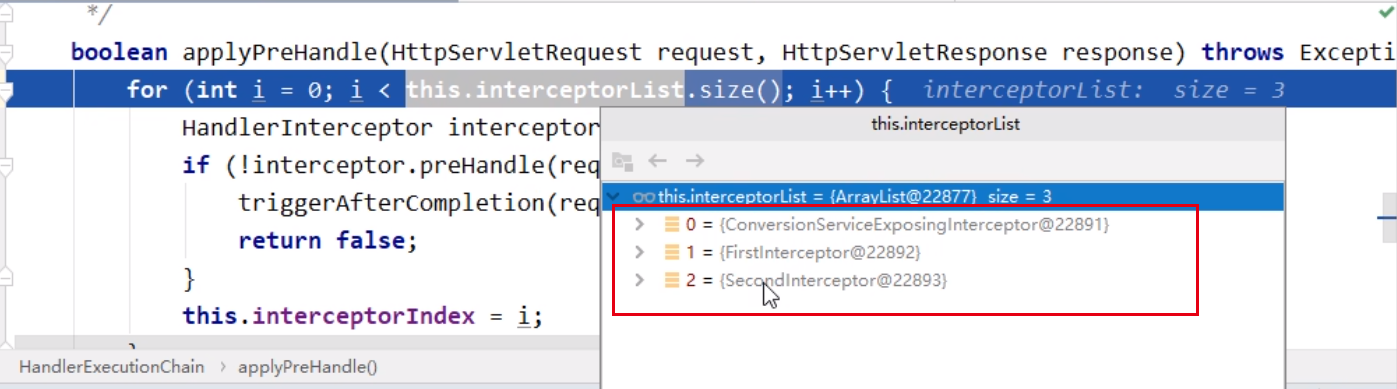 */
boolean applyPreHandle(HttpServletRequest request, HttpServletResponse response) throws Excepti
for (int i = 0; i < this.interceptorList.size(); i++) { interceptorList: size = 3
HandlerInterceptor interceptor
this.interceptorList
if (!interceptor.preHandle(req
triggerAfterCompletion(req
this.interceptorList = {ArrayList@22877} size = 3
0 = {ConversionServiceExposingInterceptor@22891}
return false;
1 = {FirstInterceptor@22892}
}
2 = {SecondInterceptor@22893}
this.interceptorIndex = i;
}
HandlerExecutionChain › applyPreHandle()